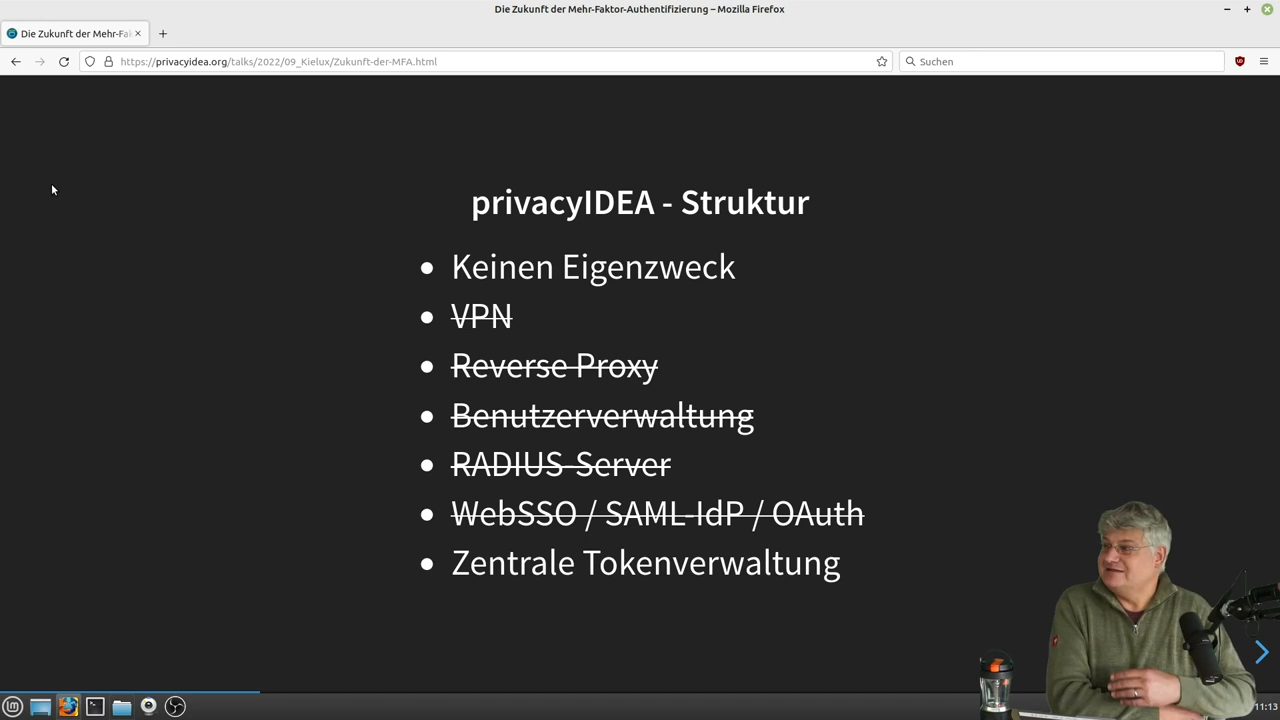 Die Zukunft der Mehr-Faktor-Authentifizierung – Mozilla Firefox
Die Zukunft der Mehr-Fak
https://privacyidea.org/talks/2022/09_Kielux/Zukunft-der-MFA.html
Suchen
privacyIDEA - Struktur
Keinen Eigenzweck
VPN
Reverse Proxy
Benutzerverwaltung
RADIUS-Server
WebSSO / SAML-IdP / OAuth
Zentrale Tokenverwaltung
11:13